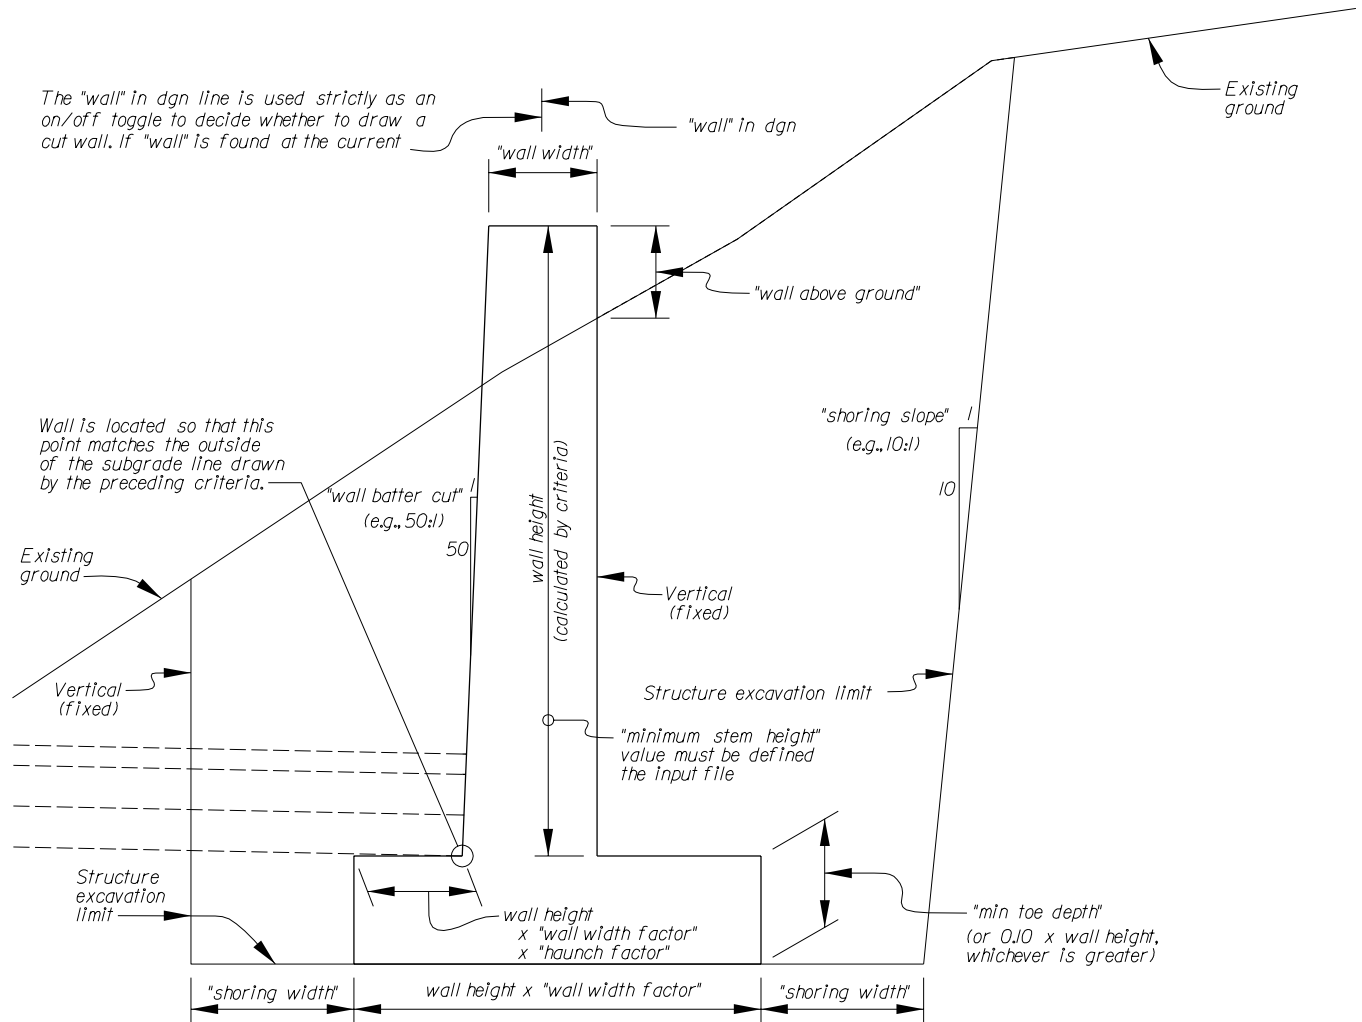 The "wall" in dgn line is used strictly as an
on/off toggle to decide whether to draw a
cut wall. If "wall" is found at the current
"wall" in dgn
"wall width"
Existing
ground
"wall above ground"
"shoring slope"
(e.g., 10:1)
1
10
Wall is located so that this
point matches the outside
of the subgrade line drawn
by the preceding criteria.
"wall batter cut"
(e.g., 50:1)
1
50
wall height
(calculated by criteria)
Existing
ground
Vertical
(fixed)
Vertical
(fixed)
Structure excavation limit
"minimum stem height"
value must be defined
the input file
Structure
excavation
limit
wall height
x "wall width factor"
x "haunch factor"
"min toe depth"
(or 0.10 x wall height,
whichever is greater)
"shoring width"
wall height x "wall width factor"
"shoring width"